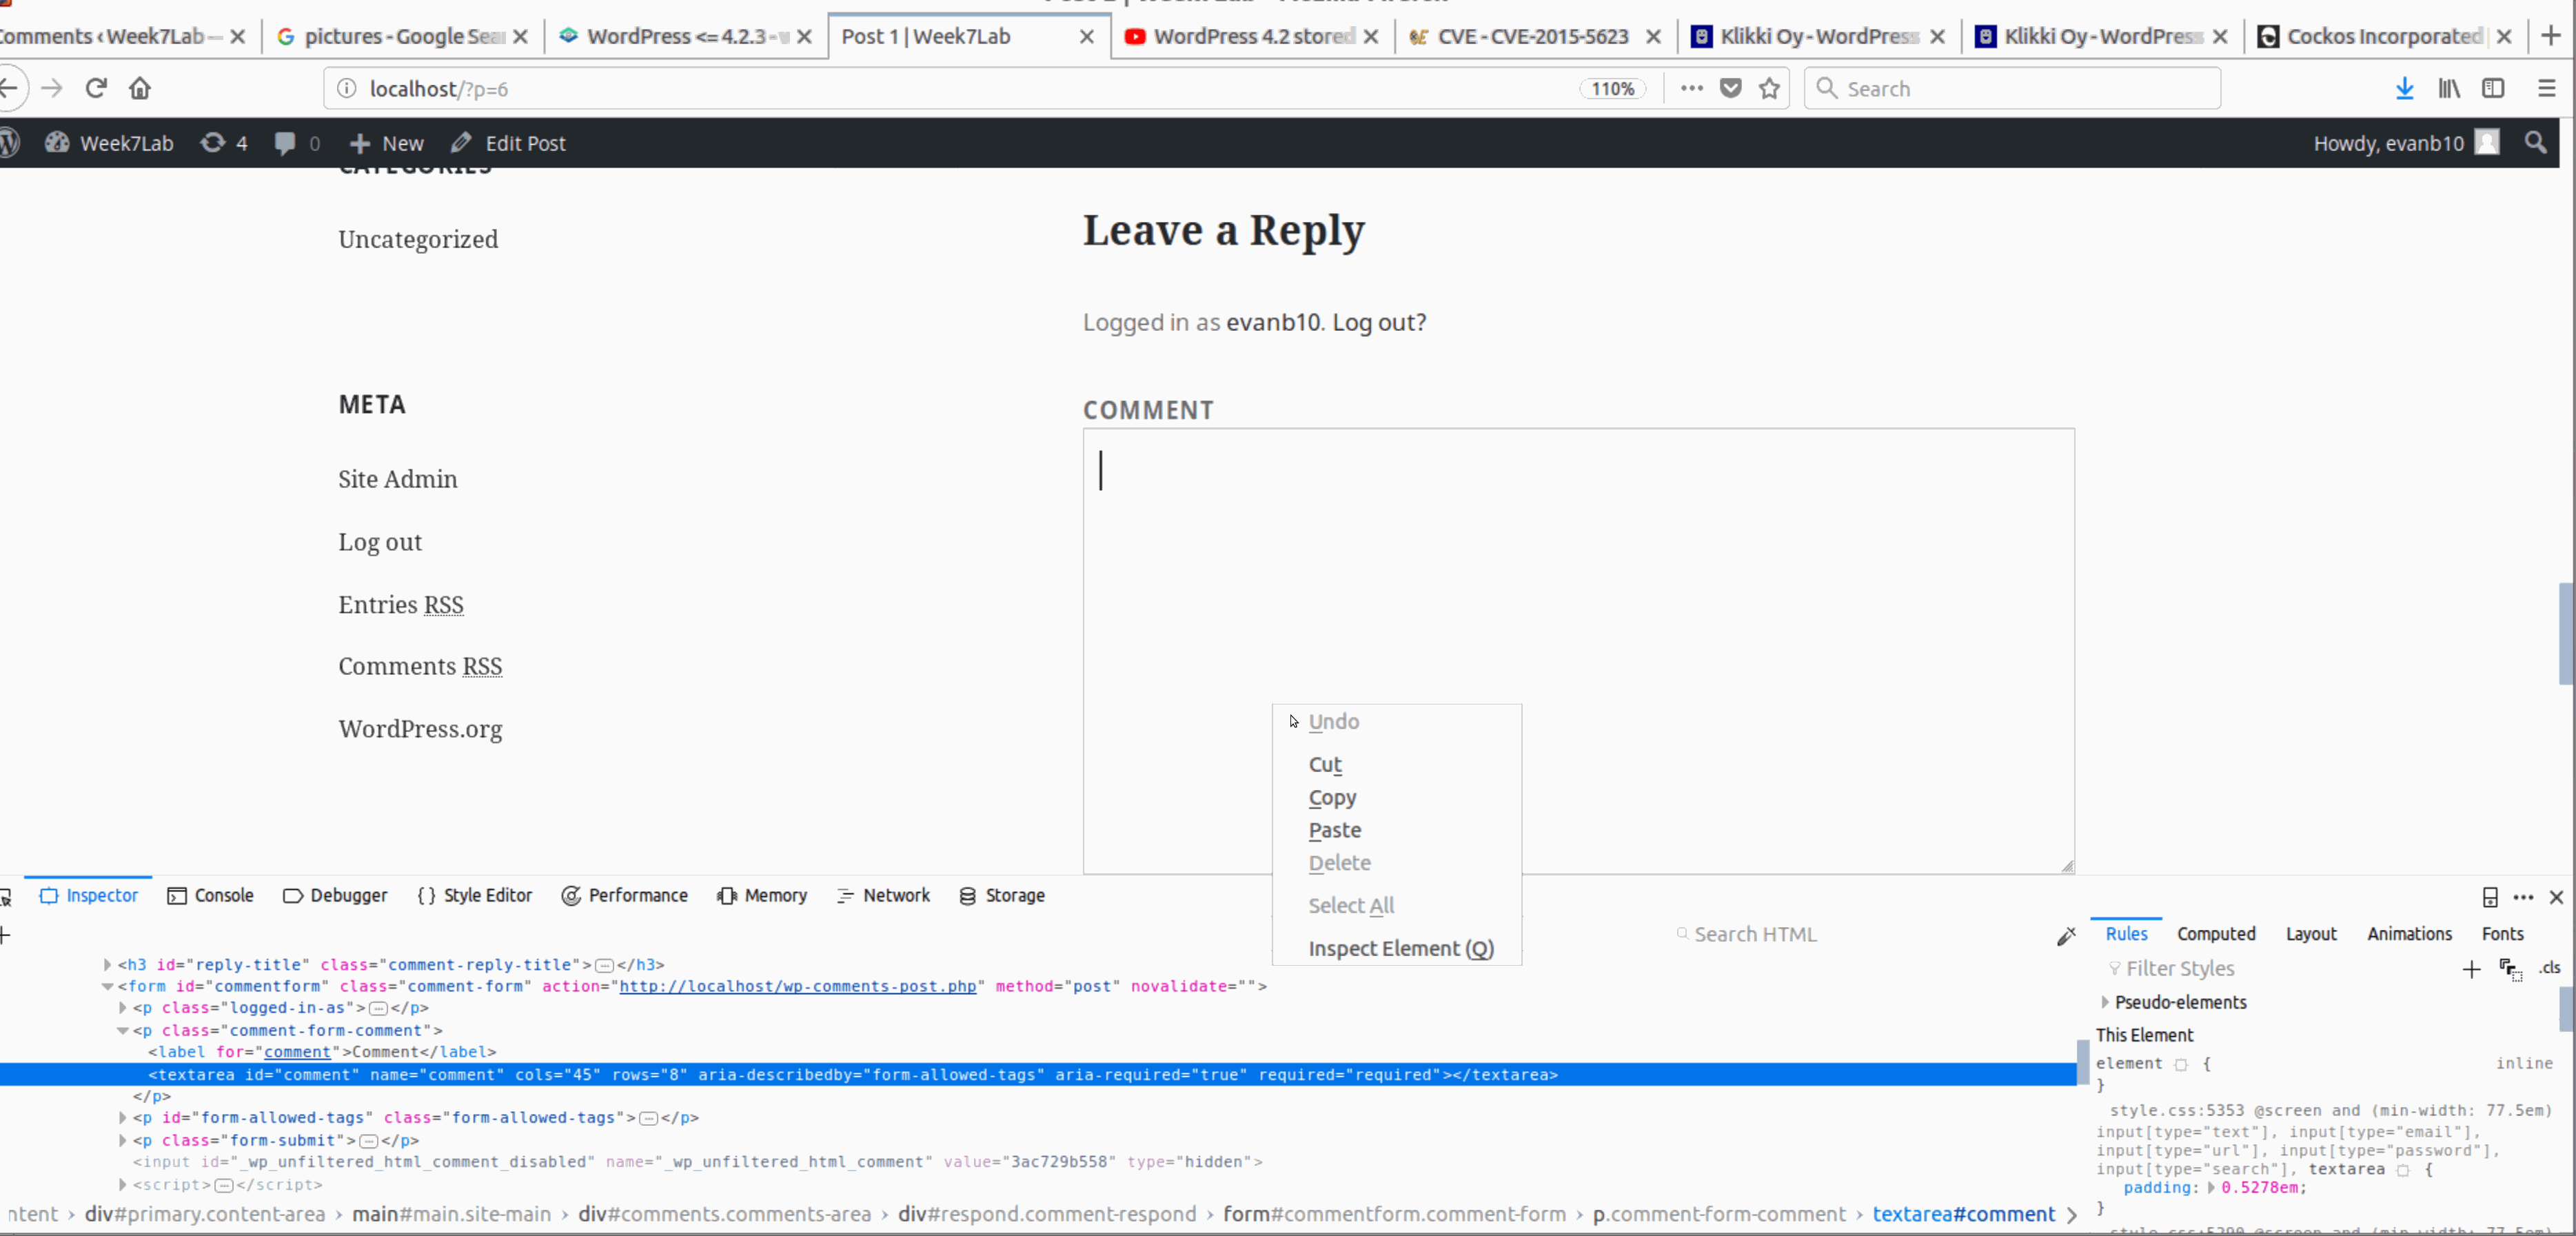 Comments ‹ Week7Lab —
pictures - Google Sea
WordPress <= 4.2.3 -
Post 1 | Week7Lab
WordPress 4.2 stored
CVE - CVE-2015-5623
Klikki Oy - WordPress
Klikki Oy - WordPress
Cockos Incorporated |
localhost/?p=6
110%
Search
Week7Lab 4 0 New Edit Post
Howdy, evanb10
CATEGORIES
Uncategorized
META
Site Admin
Log out
Entries RSS
Comments RSS
WordPress.org
Leave a Reply
Logged in as evanb10. Log out?
COMMENT
Undo
Cut
Copy
Paste
Delete
Select All
Inspect Element (Q)
Inspector Console Debugger {} Style Editor Performance Memory Network Storage
Search HTML
<h3 id="reply-title" class="comment-reply-title"></h3>
<form id="commentform" class="comment-form" action="http://localhost/wp-comments-post.php" method="post" novalidate="">
<p class="logged-in-as"></p>
<p class="comment-form-comment">
<label for="comment">Comment</label>
<textarea id="comment" name="comment" cols="45" rows="8" aria-describedby="form-allowed-tags" aria-required="true" required="required"></textarea>
</p>
<p id="form-allowed-tags" class="form-allowed-tags"></p>
<p class="form-submit"></p>
<input id="_wp_unfiltered_html_comment_disabled" name="_wp_unfiltered_html_comment" value="3ac729b558" type="hidden">
<script></script>
ntent › div#primary.content-area › main#main.site-main › div#comments.comments-area › div#respond.comment-respond › form#commentform.comment-form › p.comment-form-comment › textarea#comment
Rules Computed Layout Animations Fonts
Filter Styles
.cls
Pseudo-elements
This Element
element { inline
}
style.css:5353 @screen and (min-width: 77.5em)
input[type="text"], input[type="email"],
input[type="url"], input[type="password"],
input[type="search"], textarea {
padding: 0.5278em;
}